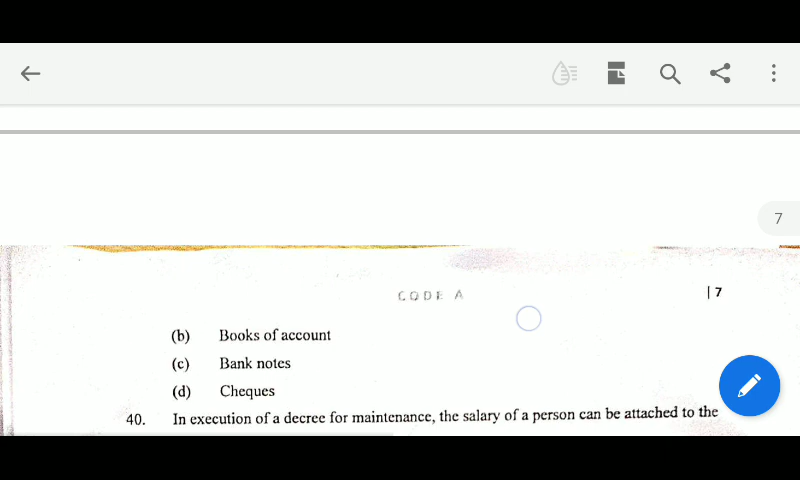 7
CODE A
| 7
(b) Books of account
(c) Bank notes
(d) Cheques
40. In execution of a decree for maintenance, the salary of a person can be attached to the